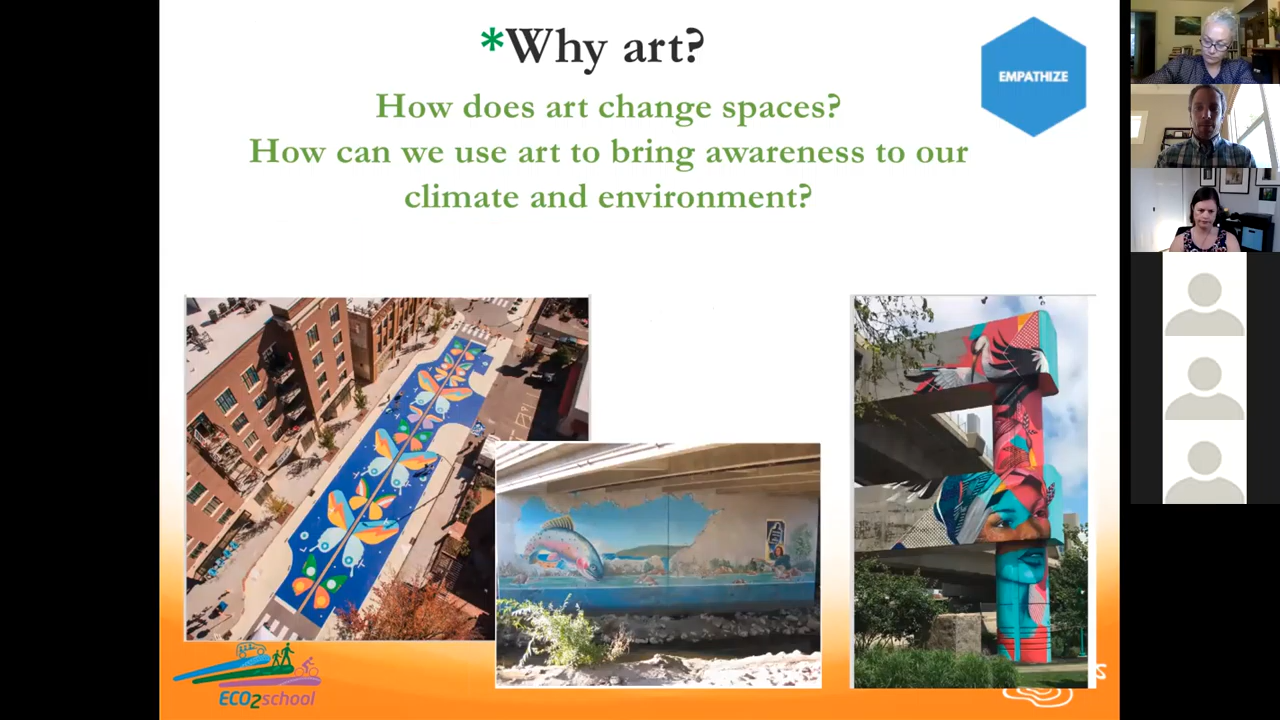 *Why art?
EMPATHIZE
How does art change spaces?
How can we use art to bring awareness to our
climate and environment?
ECO2school